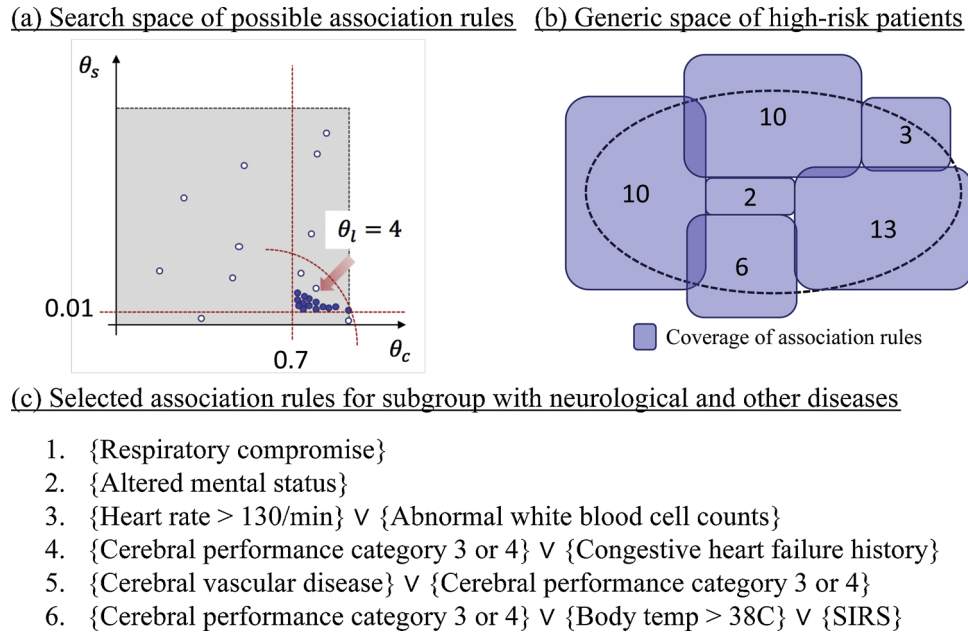 (a) Search space of possible association rules
(b) Generic space of high-risk patients
θₛ
θₗ = 4
0.01
0.7
θ꜀
10
3
10
2
13
6
Coverage of association rules
(c) Selected association rules for subgroup with neurological and other diseases
1. {Respiratory compromise}
2. {Altered mental status}
3. {Heart rate > 130/min} ∨ {Abnormal white blood cell counts}
4. {Cerebral performance category 3 or 4} ∨ {Congestive heart failure history}
5. {Cerebral vascular disease} ∨ {Cerebral performance category 3 or 4}
6. {Cerebral performance category 3 or 4} ∨ {Body temp > 38C} ∨ {SIRS}